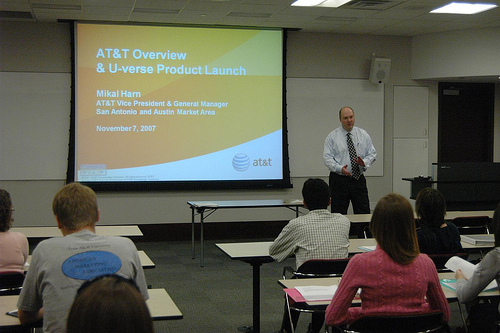 AT&T Overview
& U-verse Product Launch
Mikal Harn
AT&T Vice President & General Manager
San Antonio and Austin Market Area
November 7, 2007
at&t